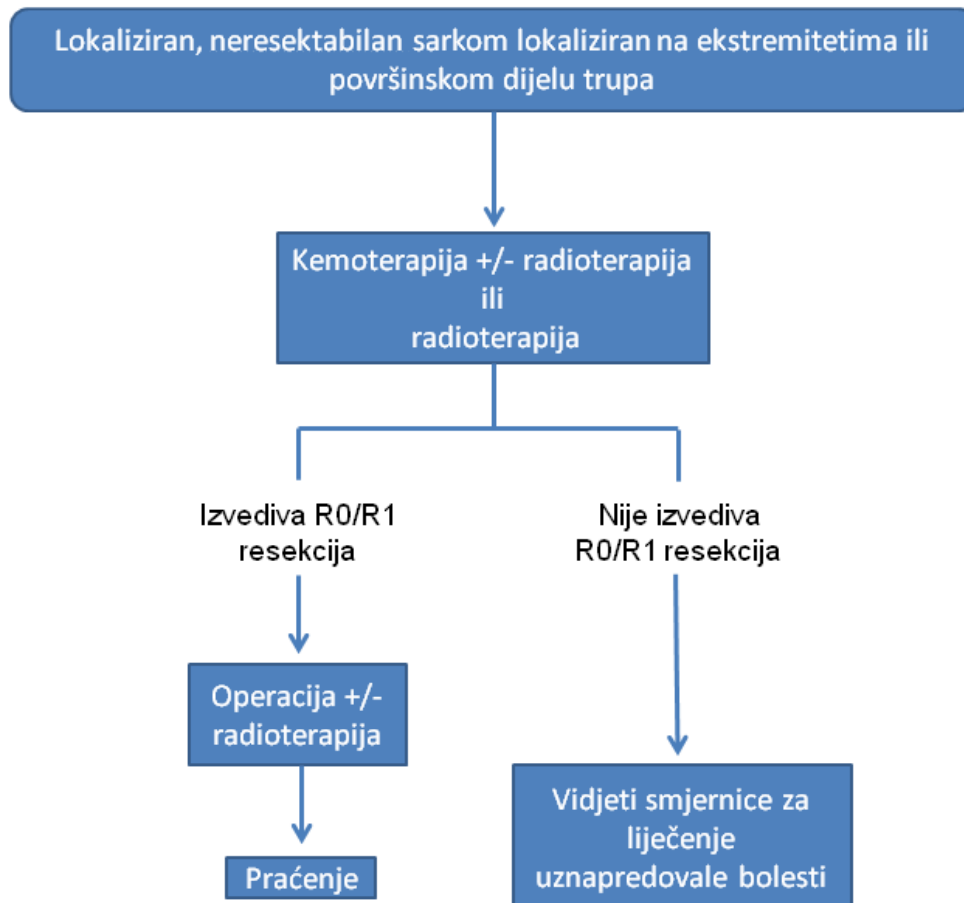 Lokaliziran, neresektabilan sarkom lokaliziran na ekstremitetima ili
površinskom dijelu trupa
Kemoterapija +/- radioterapija
ili
radioterapija
Izvediva R0/R1
resekcija
Nije izvediva
R0/R1 resekcija
Operacija +/-
radioterapija
Praćenje
Vidjeti smjernice za
liječenje
uznapredovale bolesti